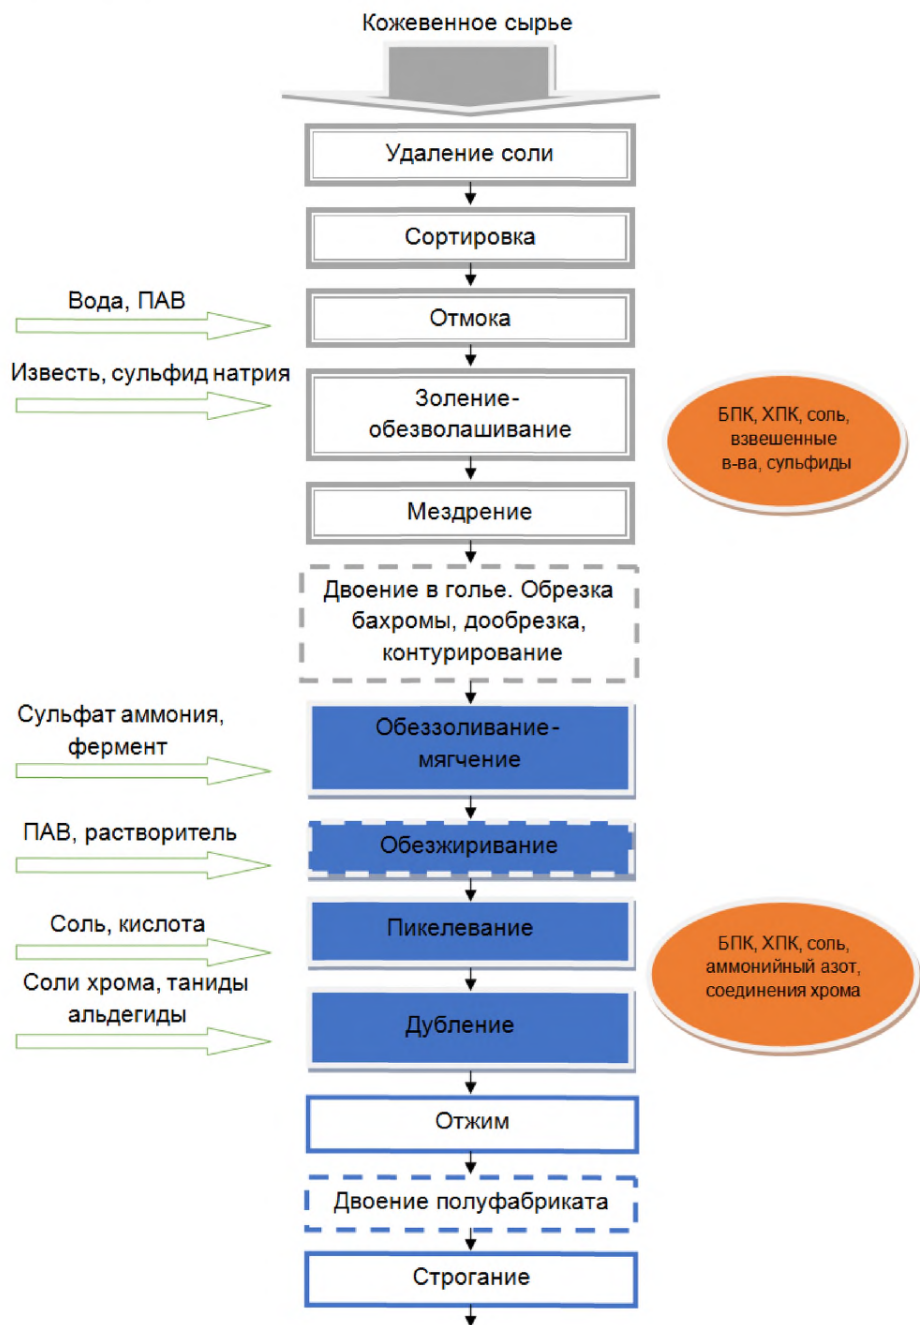 Кожевенное сырье
Удаление соли
Сортировка
Вода, ПАВ
Отмока
Известь, сульфид натрия
Золение-
обезволашивание
БПК, ХПК, соль,
взвешенные
в-ва, сульфиды
Мездрение
Двоение в голье. Обрезка
бахромы, дообрезка,
контурирование
Сульфат аммония,
фермент
Обеззоливание-
мягчение
ПАВ, растворитель
Обезжиривание
Соль, кислота
Пикелевание
БПК, ХПК, соль,
аммонийный азот,
соединения хрома
Соли хрома, таниды
альдегиды
Дубление
Отжим
Двоение полуфабриката
Строгание